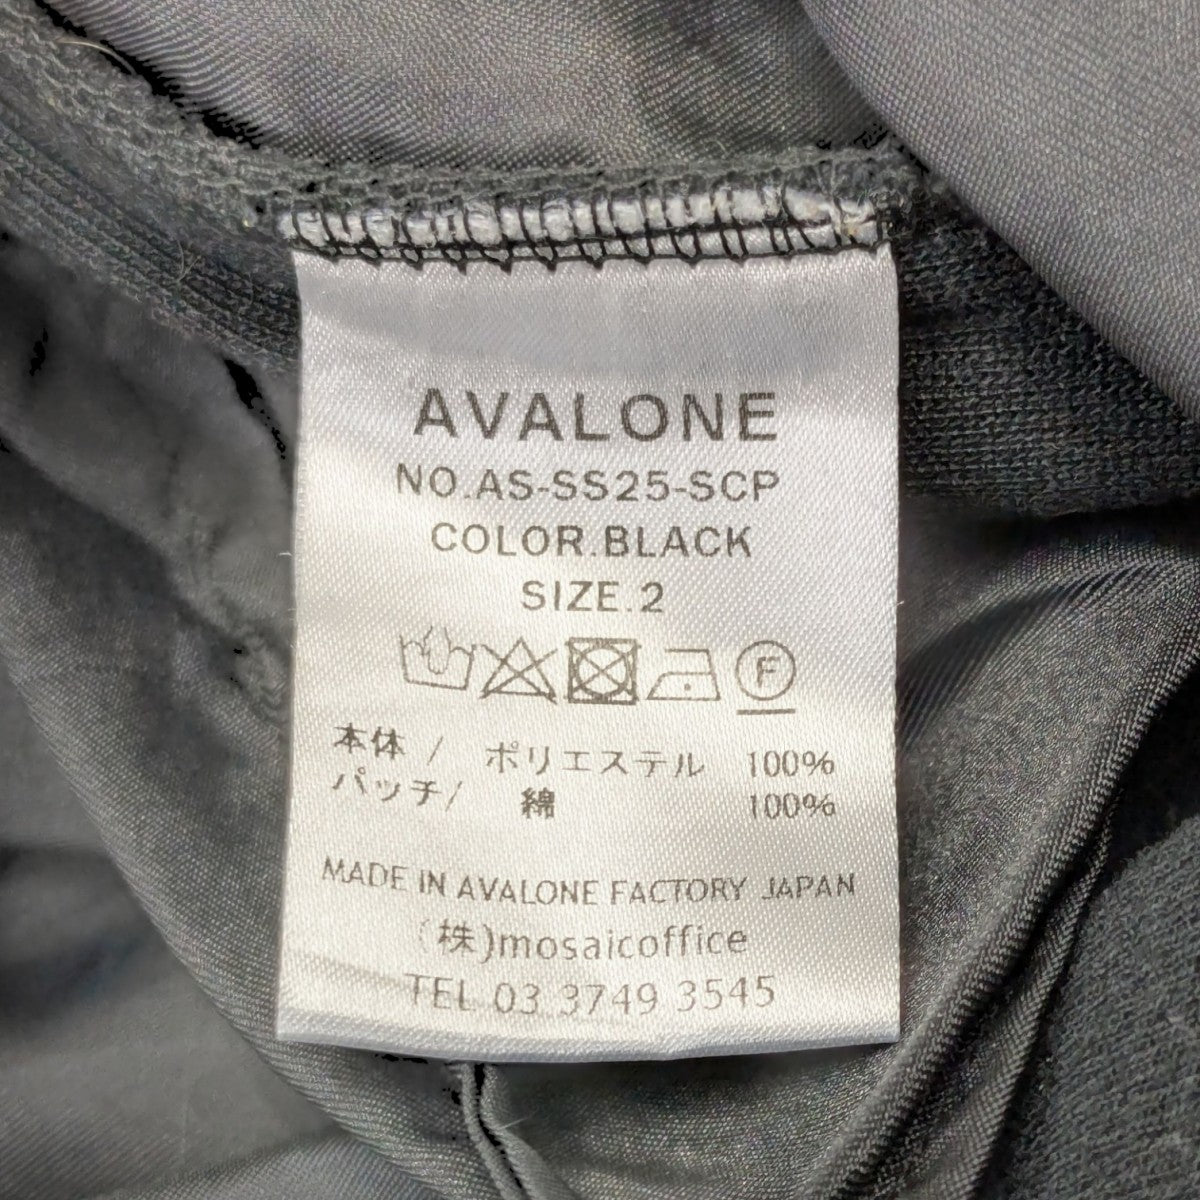 AVALONE
NO.AS-SS25-SCP
COLOR.BLACK
SIZE.2
F
本体 / ポリエステル 100%
パッチ/ 綿 100%
MADE IN AVALONE FACTORY JAPAN
(株)mosaicoffice
TEL 03 3749 3545